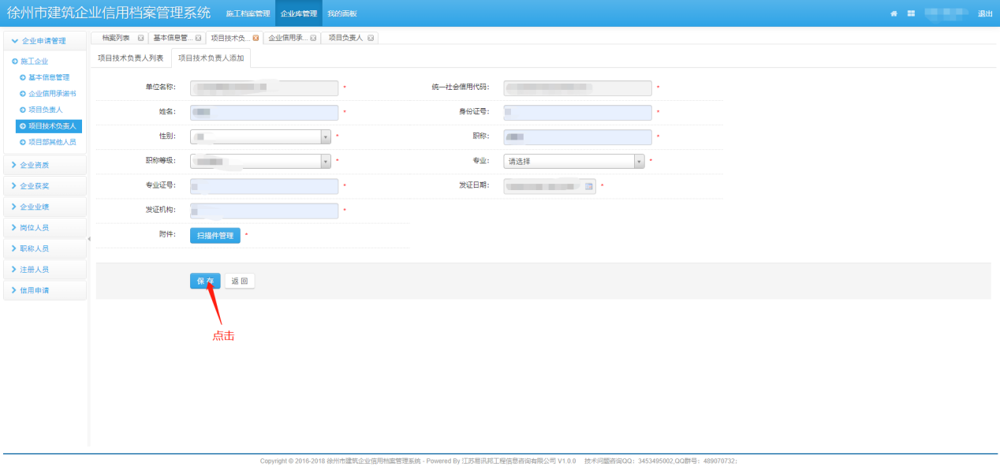 徐州市建筑企业信用档案管理系统 施工档案管理 企业库管理 我的面板 退出
企业申请管理
施工企业
基本信息管理
企业信用承诺书
项目负责人
项目技术负责人
项目部其他人员
企业资质
企业获奖
企业业绩
岗位人员
职称人员
注册人员
信用申请
档案列表 基本信息管... 项目技术负... 企业信用承... 项目负责人
项目技术负责人列表 项目技术负责人添加
单位名称: * 统一社会信用代码: *
姓名: * 身份证号: *
性别: * 职称: *
职称等级: * 专业: 请选择 *
专业证号: * 发证日期: *
发证机构: *
附件: 扫描件管理 *
保 存 返 回
点击
Copyright © 2016-2018 徐州市建筑企业信用档案管理系统 - Powered By 江苏易讯邦工程信息咨询有限公司 V1.0.0 技术问题咨询QQ：3453495002,QQ群号：489070732；